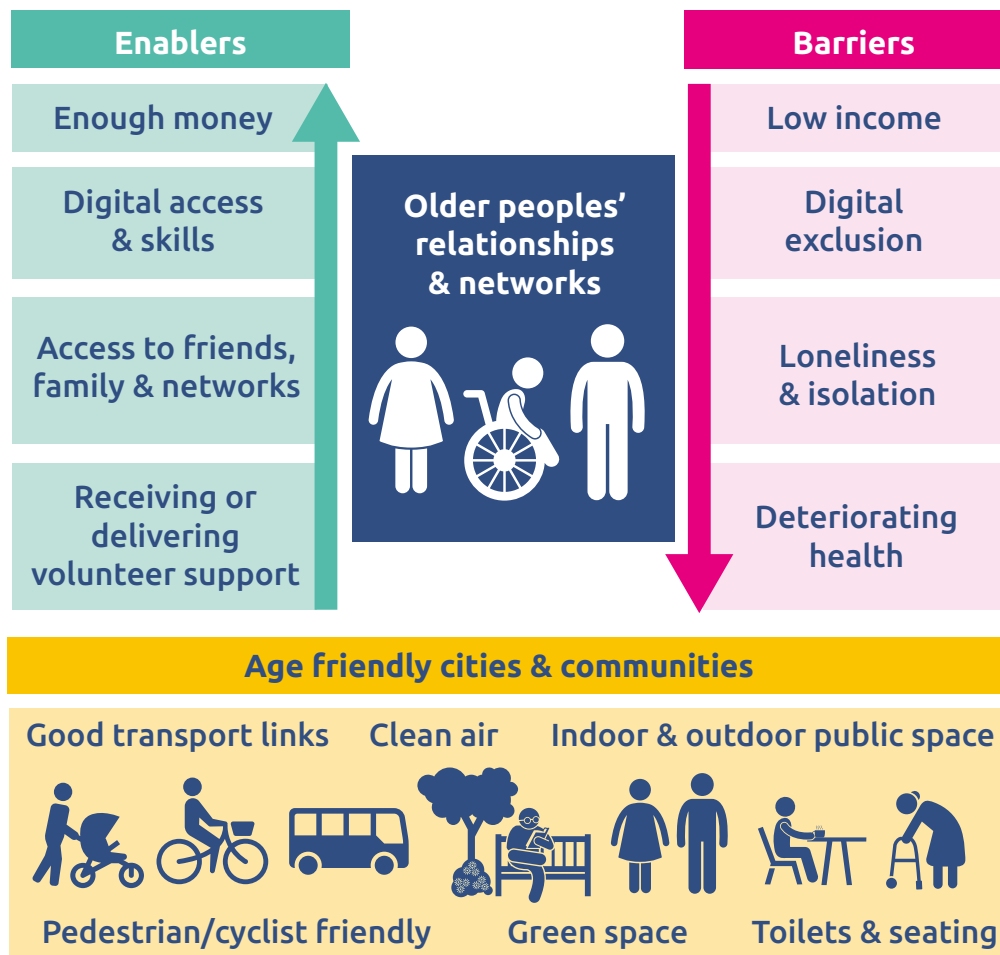 Enablers
Enough money
Digital access
& skills
Access to friends,
family & networks
Receiving or
delivering
volunteer support
Older peoples’
relationships
& networks
Barriers
Low income
Digital
exclusion
Loneliness
& isolation
Deteriorating
health
Age friendly cities & communities
Good transport links
Clean air
Indoor & outdoor public space
Pedestrian/cyclist friendly
Green space
Toilets & seating